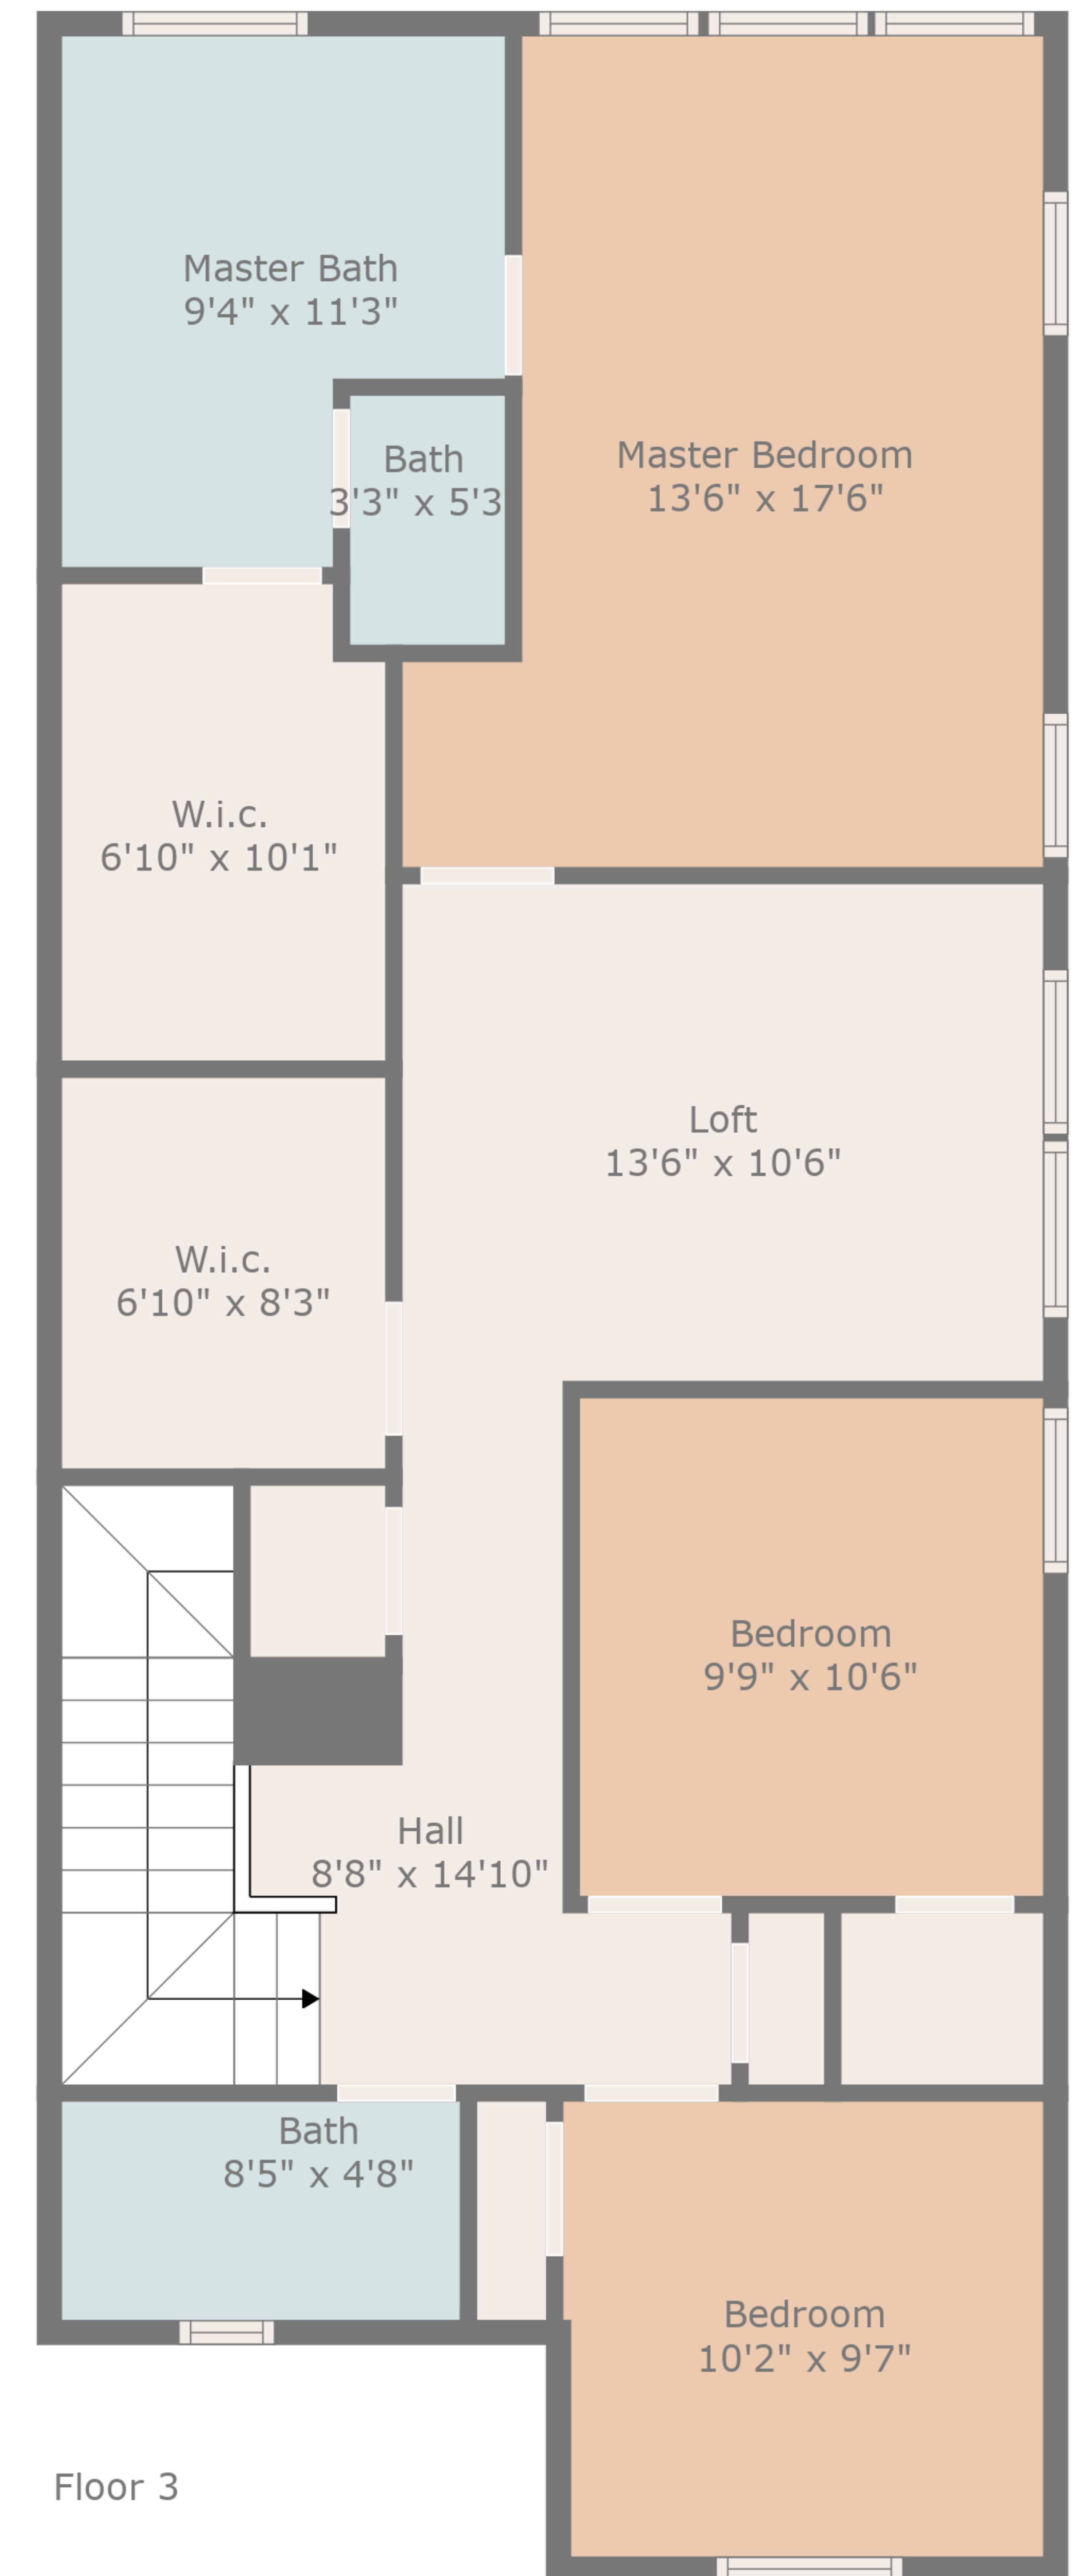 Master Bath
9'4" x 11'3"
Bath
3'3" x 5'3
Master Bedroom
13'6" x 17'6"
W.i.c.
6'10" x 10'1"
Loft
13'6" x 10'6"
W.i.c.
6'10" x 8'3"
Bedroom
9'9" x 10'6"
Hall
8'8" x 14'10"
Bath
8'5" x 4'8"
Bedroom
10'2" x 9'7"
Floor 3